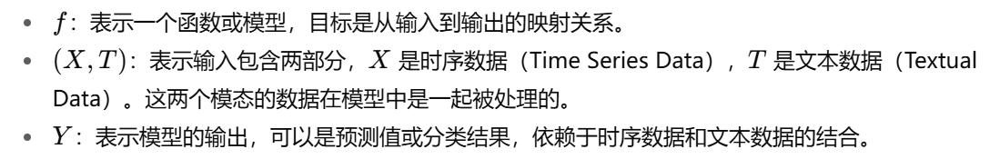 • f：表示一个函数或模型，目标是从输入到输出的映射关系。
• (X, T)：表示输入包含两部分，X 是时序数据（Time Series Data），T 是文本数据（Textual
Data）。这两个模态的数据在模型中是一起被处理的。
• Y：表示模型的输出，可以是预测值或分类结果，依赖于时序数据和文本数据的结合。